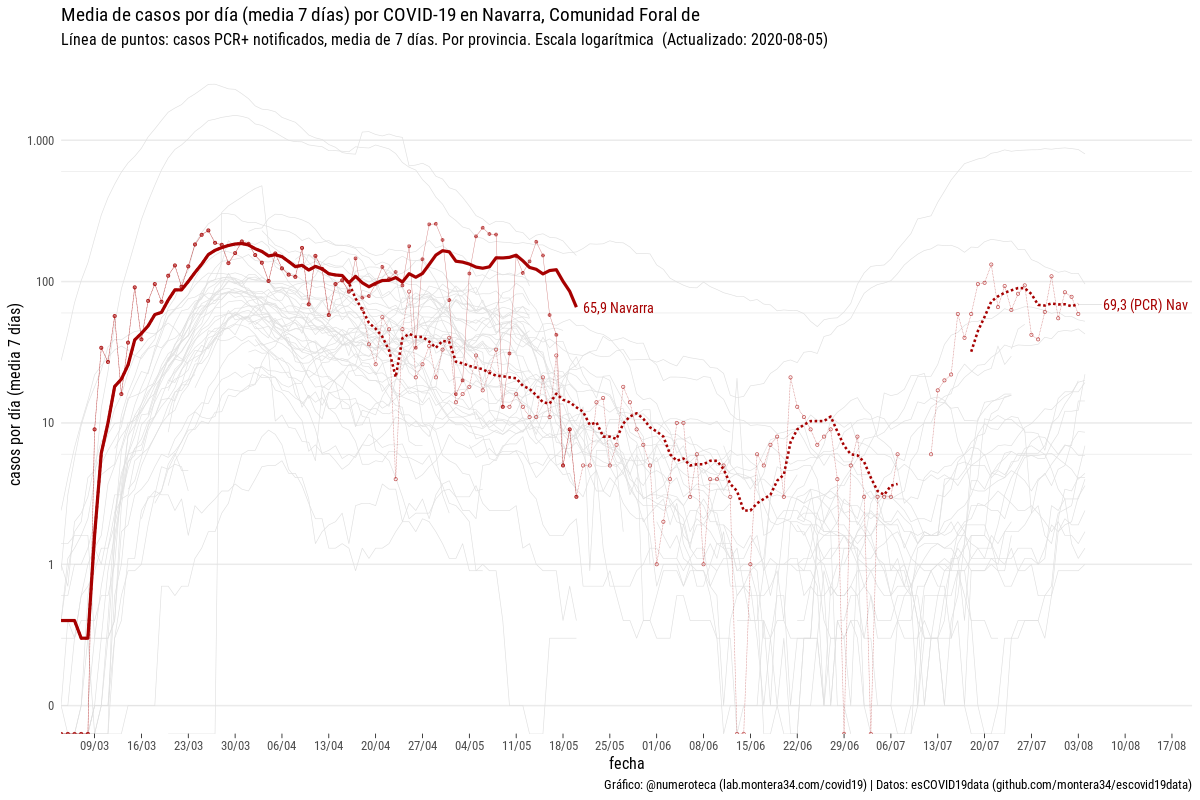 Media de casos por día (media 7 días) por COVID-19 en Navarra, Comunidad Foral de
Línea de puntos: casos PCR+ notificados, media de 7 días. Por provincia. Escala logarítmica (Actualizado: 2020-08-05)
casos por día (media 7 días)
1.000
100
10
1
0
65,9 Navarra
69,3 (PCR) Nav
09/03 16/03 23/03 30/03 06/04 13/04 20/04 27/04 04/05 11/05 18/05 25/05 01/06 08/06 15/06 22/06 29/06 06/07 13/07 20/07 27/07 03/08 10/08 17/08
fecha
Gráfico: @numeroteca (lab.montera34.com/covid19) | Datos: esCOVID19data (github.com/montera34/escovid19data)